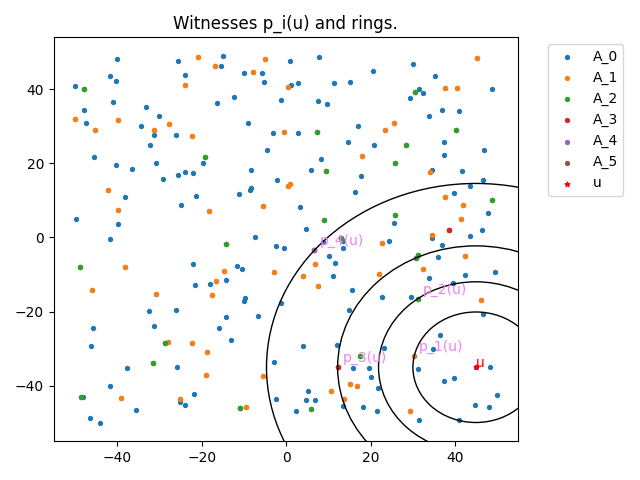 Witnesses p_i(u) and rings.
A_0
A_1
A_2
A_3
A_4
A_5
u
p_4(u)
p_2(u)
p_1(u)
p_3(u)
u
40
20
0
−20
−40
−40
−20
0
20
40